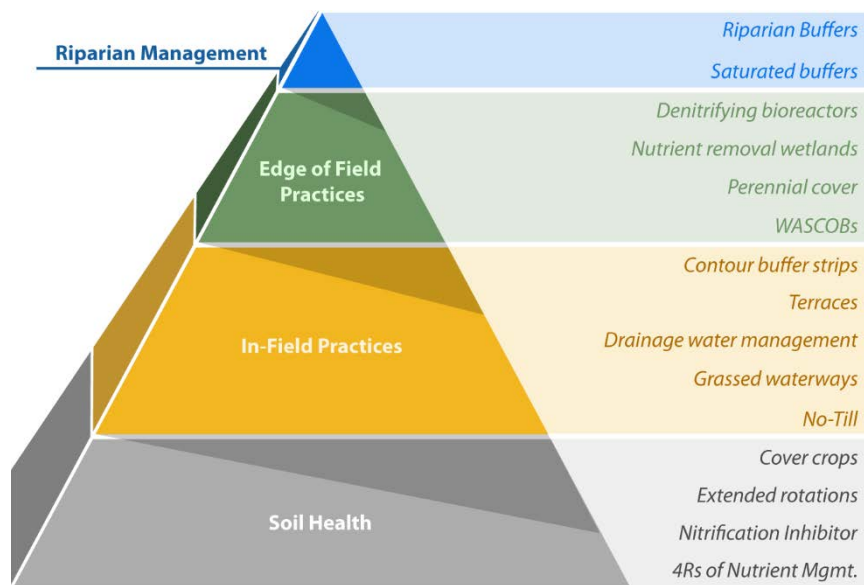 Riparian Management
Riparian Buffers
Saturated buffers
Edge of Field
Practices
Denitrifying bioreactors
Nutrient removal wetlands
Perennial cover
WASCOBs
In-Field Practices
Contour buffer strips
Terraces
Drainage water management
Grassed waterways
No-Till
Soil Health
Cover crops
Extended rotations
Nitrification Inhibitor
4Rs of Nutrient Mgmt.